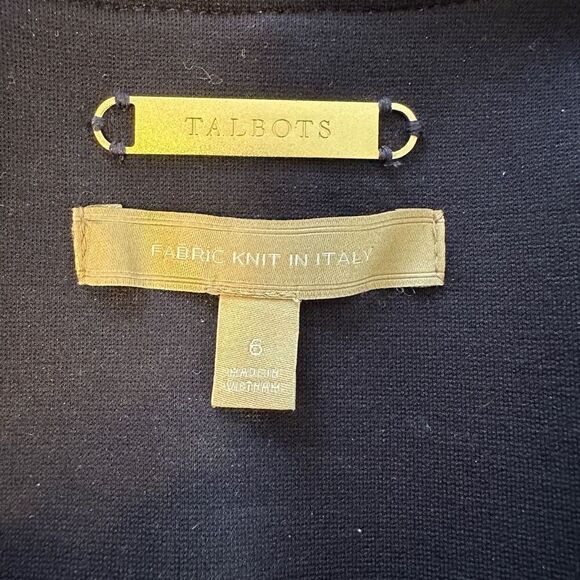 TALBOTS
FABRIC KNIT IN ITALY
6
MADE IN
VIETNAM